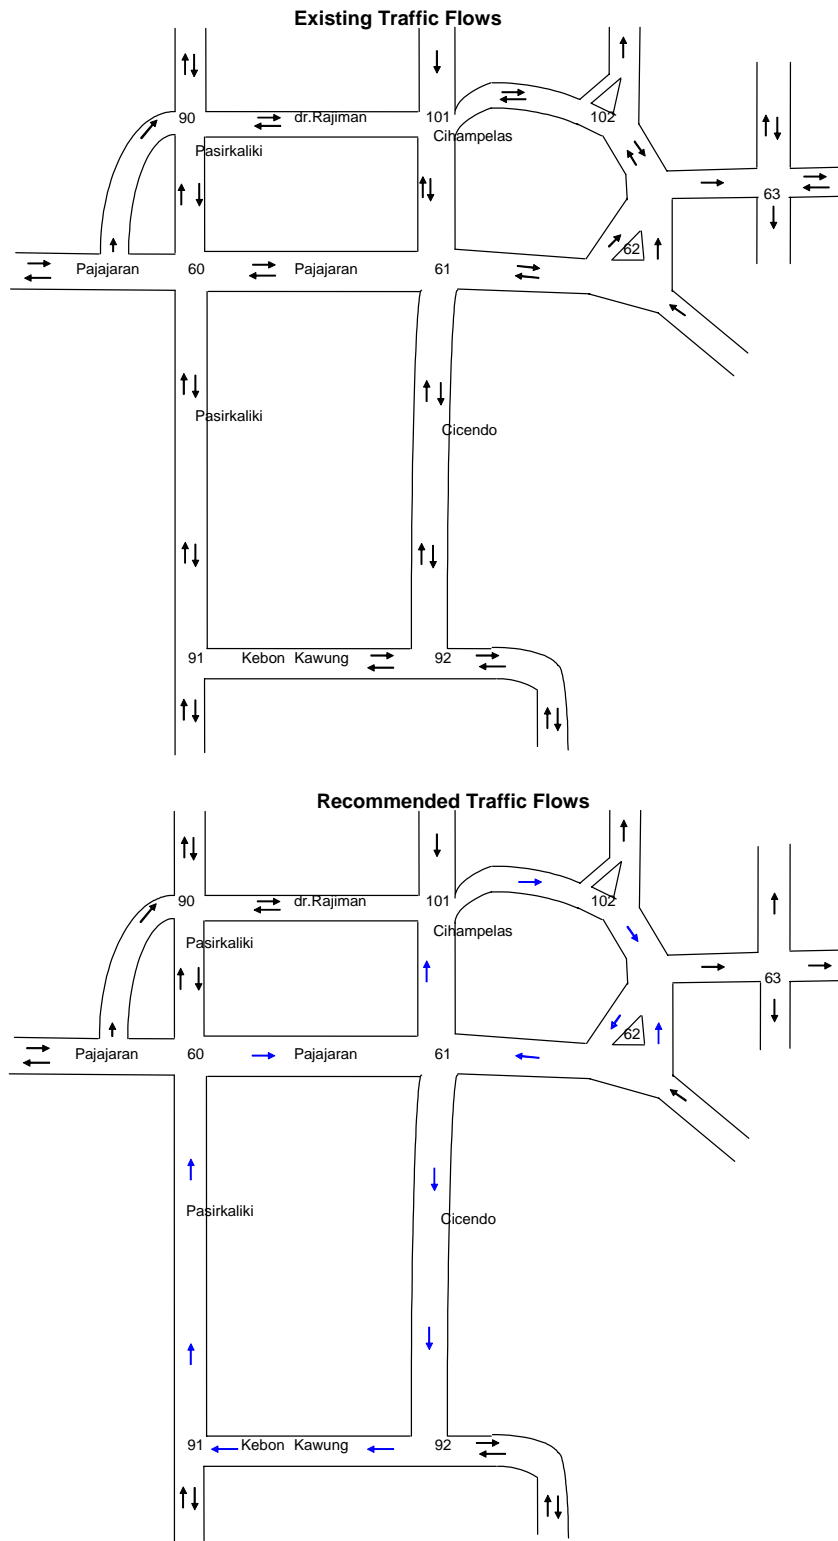 Existing Traffic Flows
90
dr.Rajiman
101
102
Cihampelas
Pasirkaliki
63
62
Pajajaran
60
Pajajaran
61
Pasirkaliki
Cicendo
91
Kebon Kawung
92
Recommended Traffic Flows
90
dr.Rajiman
101
102
Cihampelas
Pasirkaliki
63
62
Pajajaran
60
Pajajaran
61
Pasirkaliki
Cicendo
91
Kebon Kawung
92